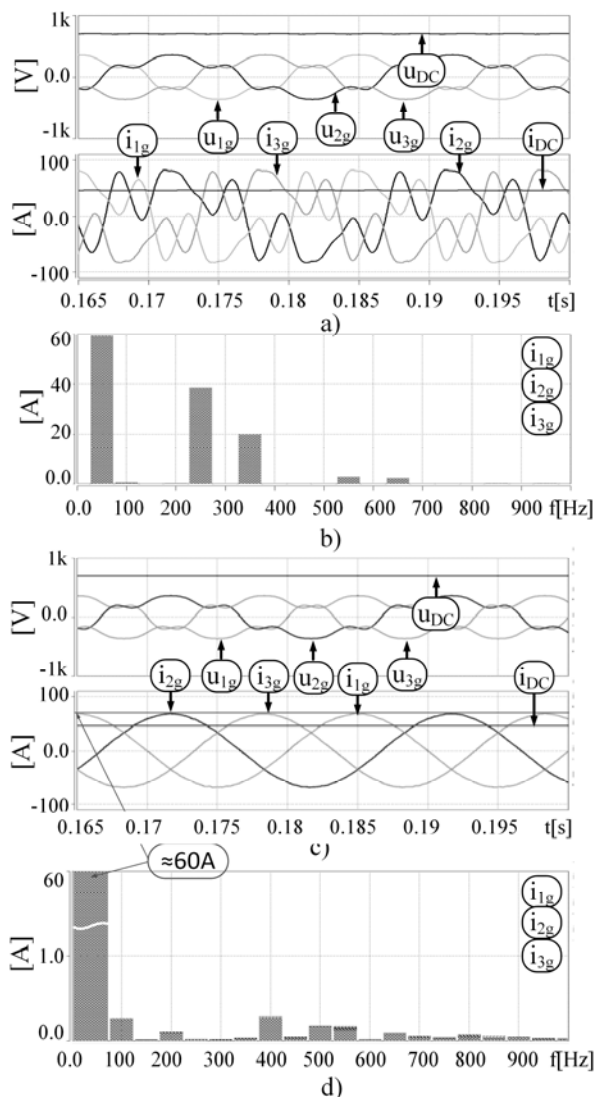 1k
[V]
0.0
-1k
u_DC
u_1g
u_2g
u_3g
i_1g
i_3g
i_2g
i_DC
100
[A]
0.0
-100
0.165 0.17 0.175 0.18 0.185 0.19 0.195 t[s]
a)
60
[A]
40
20
0.0
i_1g
i_2g
i_3g
0.0 100 200 300 400 500 600 700 800 900 f[Hz]
b)
1k
[V]
0.0
-1k
u_DC
i_2g
u_1g
i_3g
u_2g
i_1g
u_3g
i_DC
100
[A]
0.0
-100
0.165 0.17 0.175 0.18 0.185 0.19 0.195 t[s]
c)
≈60A
60
[A]
1.0
0.0
i_1g
i_2g
i_3g
0.0 100 200 300 400 500 600 700 800 900 f[Hz]
d)